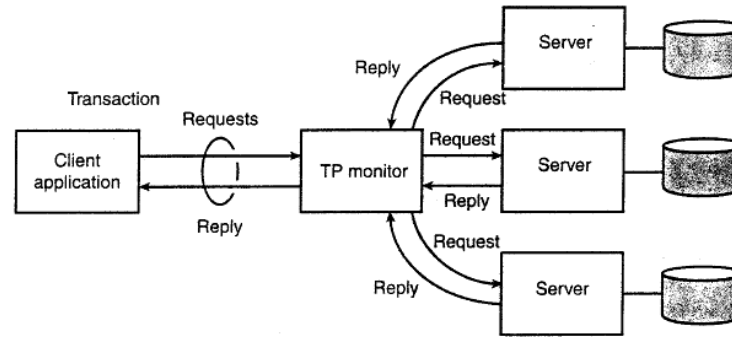 Server
Reply
Transaction
Request
Requests
Client
application
TP monitor
Request
Server
Reply
Reply
Request
Reply
Server